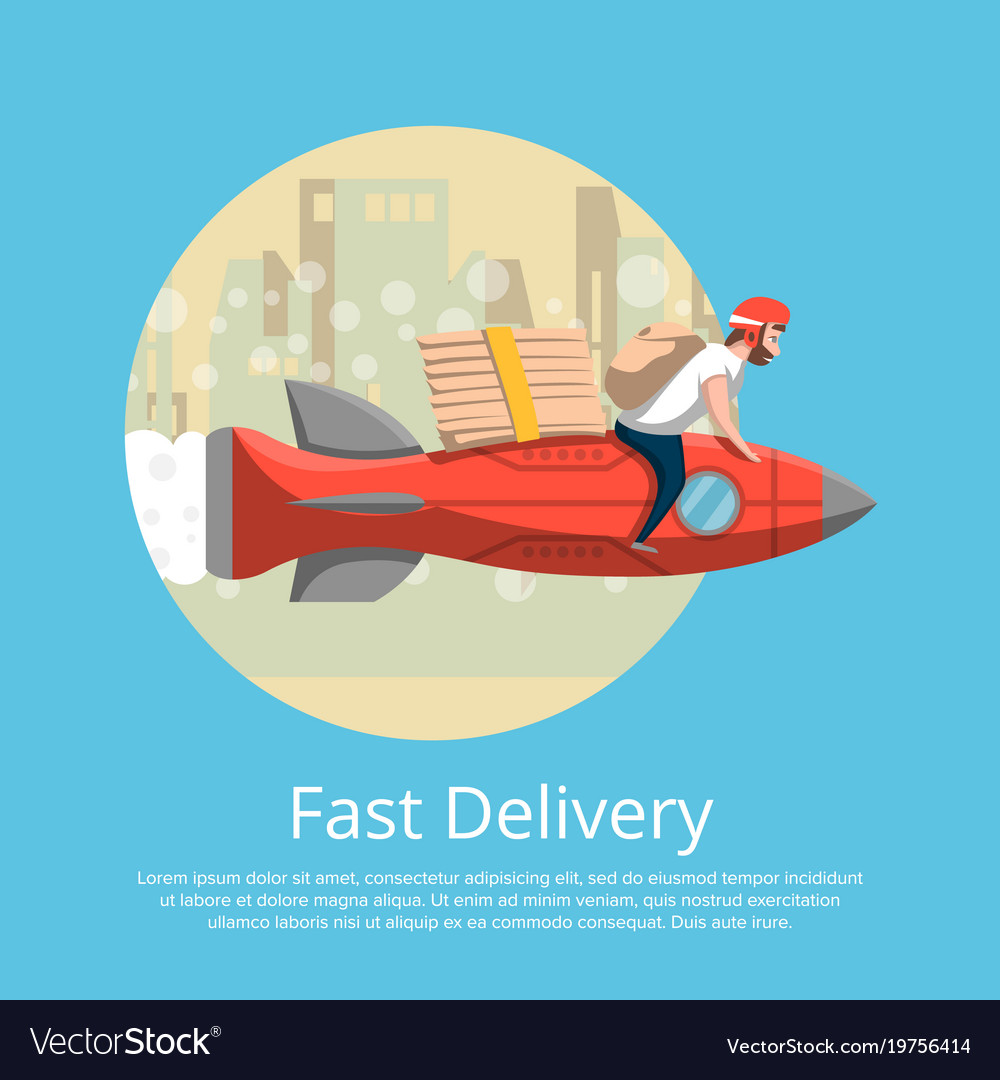 Fast Delivery
Lorem ipsum dolor sit amet, consectetur adipiscing elit, sed do eiusmod tempor incididunt
ut labore et dolore magna aliqua. Ut enim ad minim veniam, quis nostrud exercitation
ullamco laboris nisi ut aliquip ex ea commodo consequat. Duis aute irure.
VectorStock®
VectorStock.com/19756414